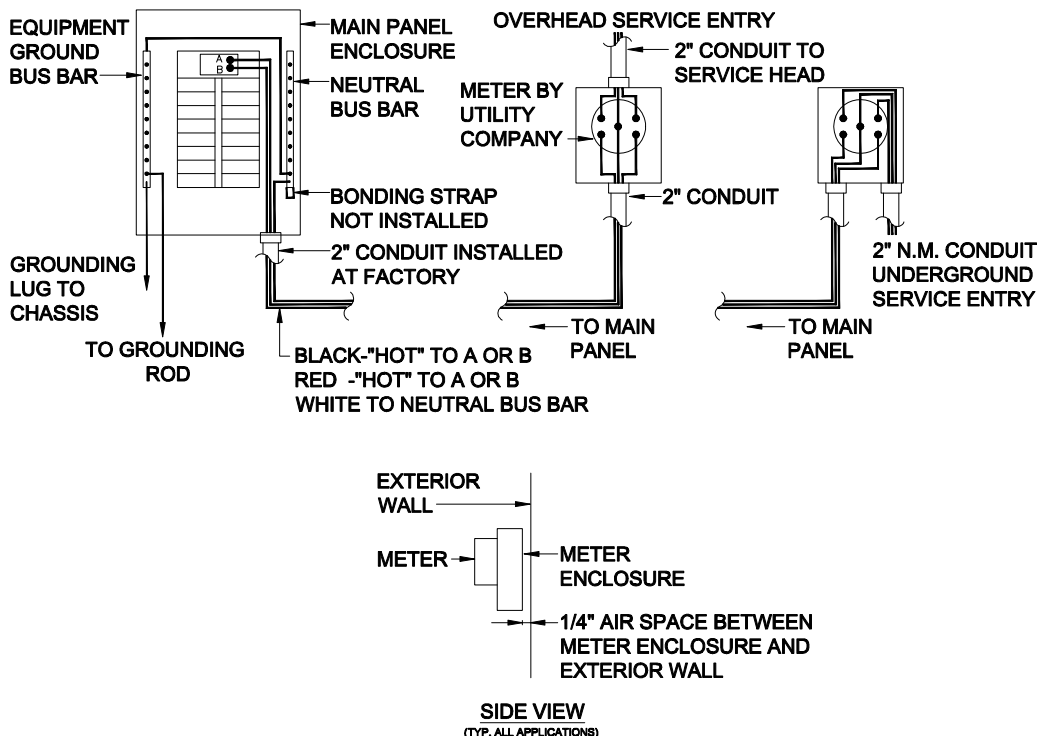 EQUIPMENT
GROUND
BUS BAR
A
B
MAIN PANEL
ENCLOSURE
NEUTRAL
BUS BAR
BONDING STRAP
NOT INSTALLED
2" CONDUIT INSTALLED
AT FACTORY
GROUNDING
LUG TO
CHASSIS
TO GROUNDING
ROD
BLACK-"HOT" TO A OR B
RED -"HOT" TO A OR B
WHITE TO NEUTRAL BUS BAR
OVERHEAD SERVICE ENTRY
2" CONDUIT TO
SERVICE HEAD
METER BY
UTILITY
COMPANY
2" CONDUIT
TO MAIN
PANEL
2" N.M. CONDUIT
UNDERGROUND
SERVICE ENTRY
TO MAIN
PANEL
EXTERIOR
WALL
METER
METER
ENCLOSURE
1/4" AIR SPACE BETWEEN
METER ENCLOSURE AND
EXTERIOR WALL
SIDE VIEW
(TYP. ALL APPLICATIONS)